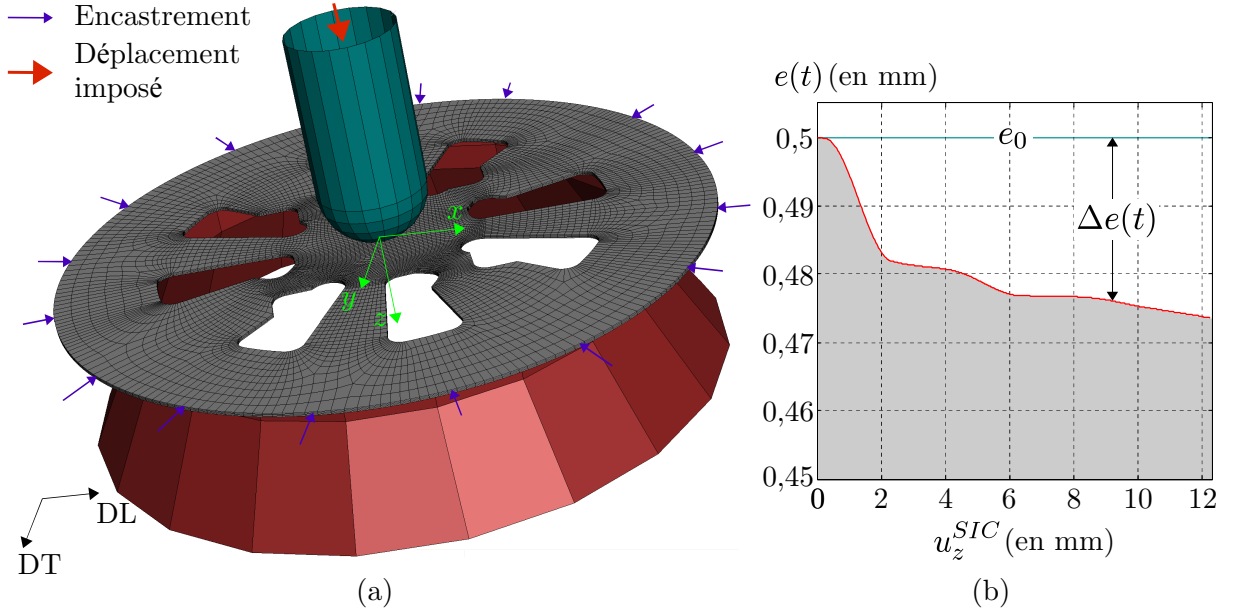 Encastrement
Déplacement
imposé
x
y
z
DL
DT
(a)
e(t) (en mm)
e₀
0,5
0,49
Δe(t)
0,48
0,47
0,46
0,45
0 2 4 6 8 10 12
u_z^{SIC} (en mm)
(b)